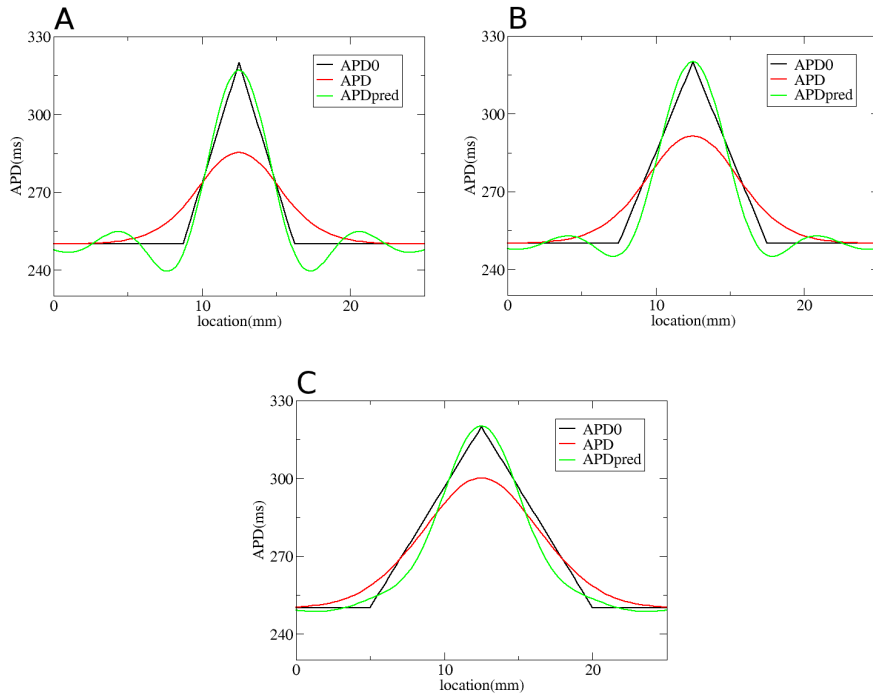 A
330
300
270
240
APD(ms)
0
10
20
location(mm)
APD0
APD
APDpred
B
330
300
270
240
APD(ms)
0
10
20
location(mm)
APD0
APD
APDpred
C
330
300
270
240
APD(ms)
0
10
20
location(mm)
APD0
APD
APDpred